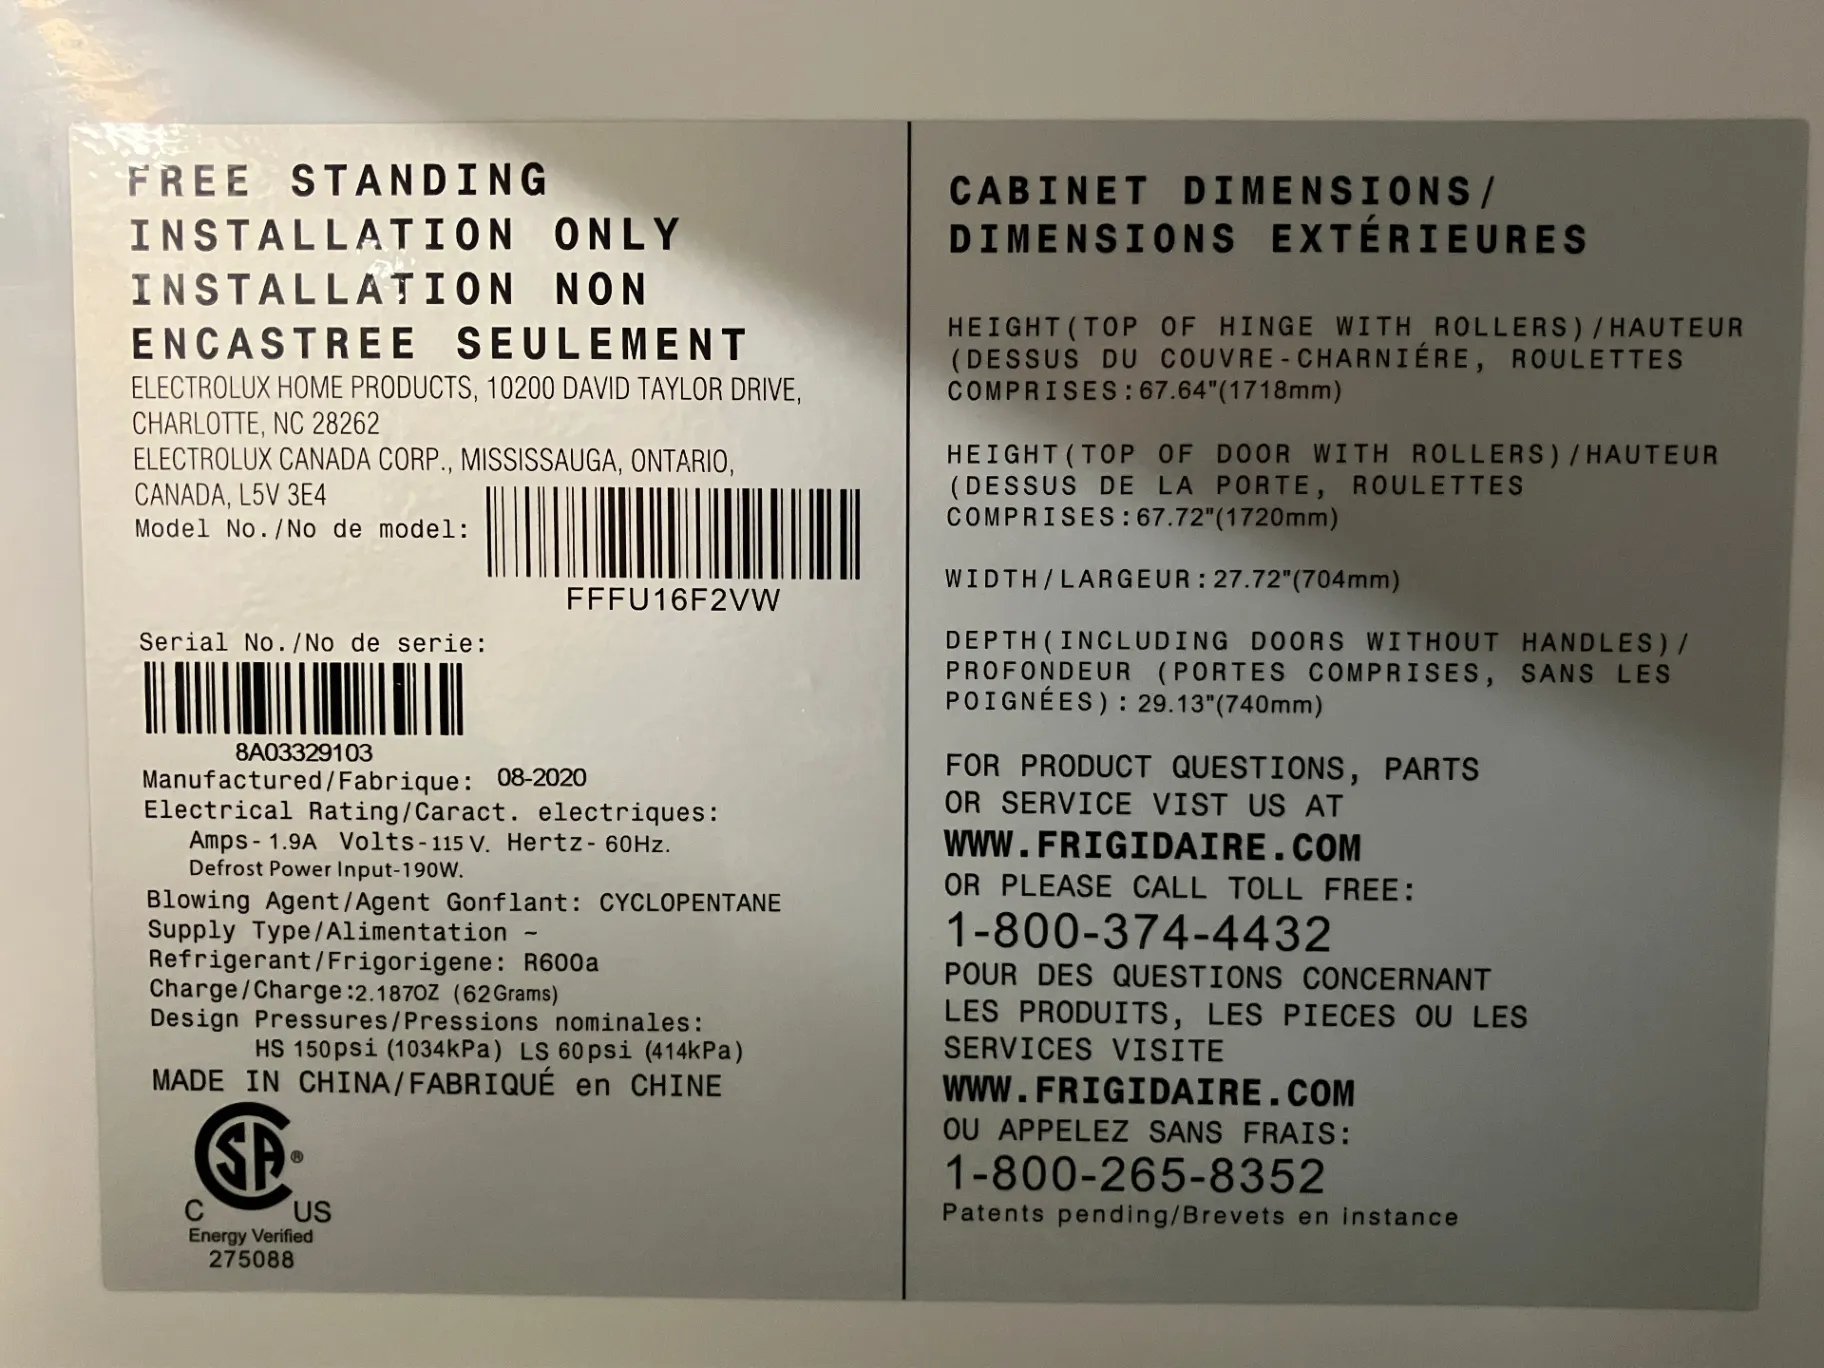 FREE STANDING
INSTALLATION ONLY
INSTALLATION NON
ENCASTREE SEULEMENT
ELECTROLUX HOME PRODUCTS, 10200 DAVID TAYLOR DRIVE,
CHARLOTTE, NC 28262
ELECTROLUX CANADA CORP., MISSISSAUGA, ONTARIO,
CANADA, L5V 3E4
Model No./No de model:
FFFU16F2VW
Serial No./No de serie:
8A03329103
Manufactured/Fabrique: 08-2020
Electrical Rating/Caract. electriques:
Amps- 1.9A Volts-115 V. Hertz- 60Hz.
Defrost Power Input-190W.
Blowing Agent/Agent Gonflant: CYCLOPENTANE
Supply Type/Alimentation ~
Refrigerant/Frigorigene: R600a
Charge/Charge:2.187OZ (62Grams)
Design Pressures/Pressions nominales:
HS 150psi (1034kPa) LS 60psi (414kPa)
MADE IN CHINA/FABRIQUÉ en CHINE
SA ®
C US
Energy Verified
275088
CABINET DIMENSIONS/
DIMENSIONS EXTÉRIEURES
HEIGHT(TOP OF HINGE WITH ROLLERS)/HAUTEUR
(DESSUS DU COUVRE-CHARNIÉRE, ROULETTES
COMPRISES:67.64"(1718mm)
HEIGHT(TOP OF DOOR WITH ROLLERS)/HAUTEUR
(DESSUS DE LA PORTE, ROULETTES
COMPRISES:67.72"(1720mm)
WIDTH/LARGEUR:27.72"(704mm)
DEPTH(INCLUDING DOORS WITHOUT HANDLES)/
PROFONDEUR (PORTES COMPRISES, SANS LES
POIGNÉES): 29.13"(740mm)
FOR PRODUCT QUESTIONS, PARTS
OR SERVICE VIST US AT
WWW.FRIGIDAIRE.COM
OR PLEASE CALL TOLL FREE:
1-800-374-4432
POUR DES QUESTIONS CONCERNANT
LES PRODUITS, LES PIECES OU LES
SERVICES VISITE
WWW.FRIGIDAIRE.COM
OU APPELEZ SANS FRAIS:
1-800-265-8352
Patents pending/Brevets en instance